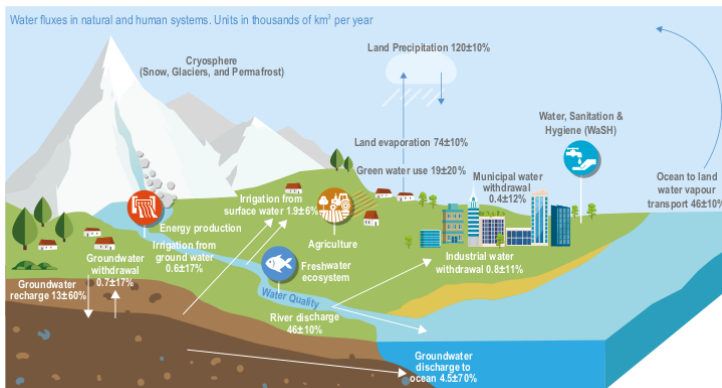 Water fluxes in natural and human systems. Units in thousands of km³ per year
Cryosphere
(Snow, Glaciers, and Permafrost)
Land Precipitation 120±10%
Land evaporation 74±10%
Green water use 19±20%
Water, Sanitation &
Hygiene (WaSH)
Municipal water
withdrawal
0.4±12%
Ocean to land
water vapour
transport 46±10%
Irrigation from
surface water 1.9±6%
Energy production
Agriculture
Irrigation from
ground water
0.6±17%
Groundwater
withdrawal
0.7±17%
Groundwater
recharge 13±60%
Freshwater
ecosystem
Industrial water
withdrawal 0.8±11%
Water Quality
River discharge
46±10%
Groundwater
discharge to
ocean 4.5±70%